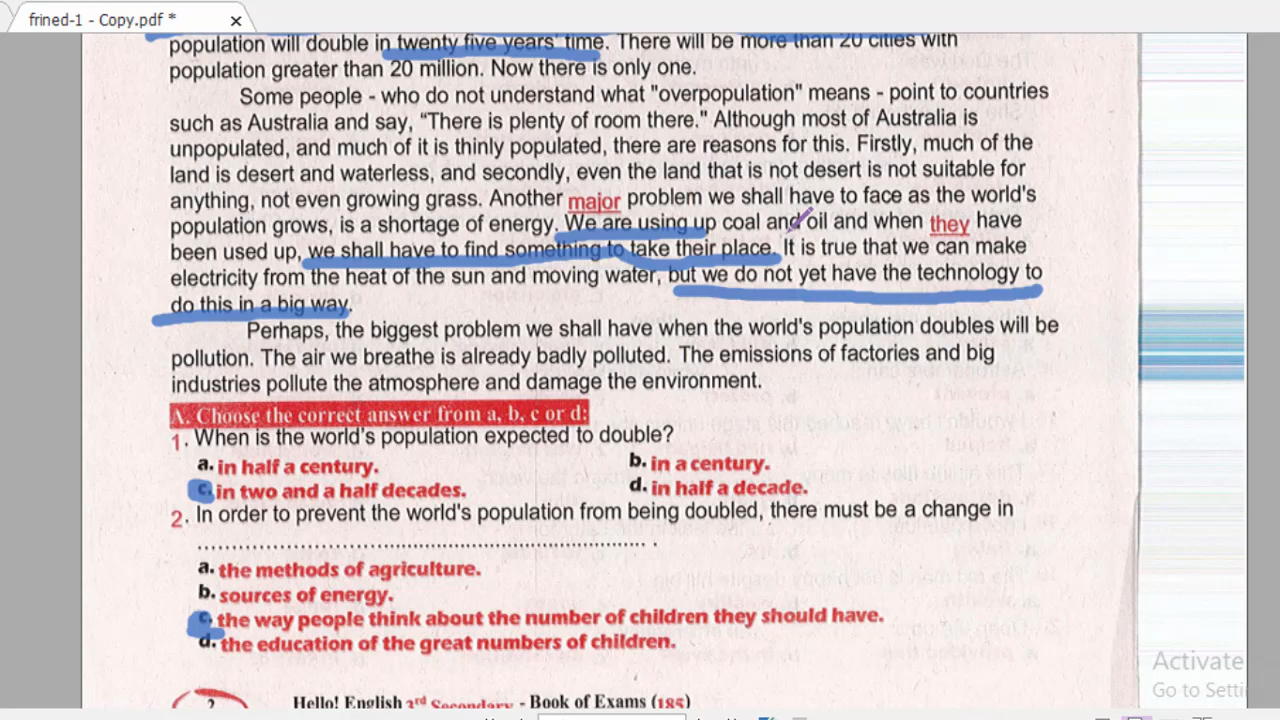 frined-1 - Copy.pdf *
population will double in twenty five years' time. There will be more than 20 cities with
population greater than 20 million. Now there is only one.
Some people - who do not understand what "overpopulation" means - point to countries
such as Australia and say, “There is plenty of room there." Although most of Australia is
unpopulated, and much of it is thinly populated, there are reasons for this. Firstly, much of the
land is desert and waterless, and secondly, even the land that is not desert is not suitable for
anything, not even growing grass. Another major problem we shall have to face as the world's
population grows, is a shortage of energy. We are using up coal and oil and when they have
been used up, we shall have to find something to take their place. It is true that we can make
electricity from the heat of the sun and moving water, but we do not yet have the technology to
do this in a big way.
Perhaps, the biggest problem we shall have when the world's population doubles will be
pollution. The air we breathe is already badly polluted. The emissions of factories and big
industries pollute the atmosphere and damage the environment.
A. Choose the correct answer from a, b, c or d:
1. When is the world's population expected to double?
a. in half a century. b. in a century.
c. in two and a half decades. d. in half a decade.
2. In order to prevent the world's population from being doubled, there must be a change in
.................................................................. .
a. the methods of agriculture.
b. sources of energy.
c. the way people think about the number of children they should have.
d. the education of the great numbers of children.
Activate
Go to Setti
2 Hello! English 3rd Secondary - Book of Exams (185)